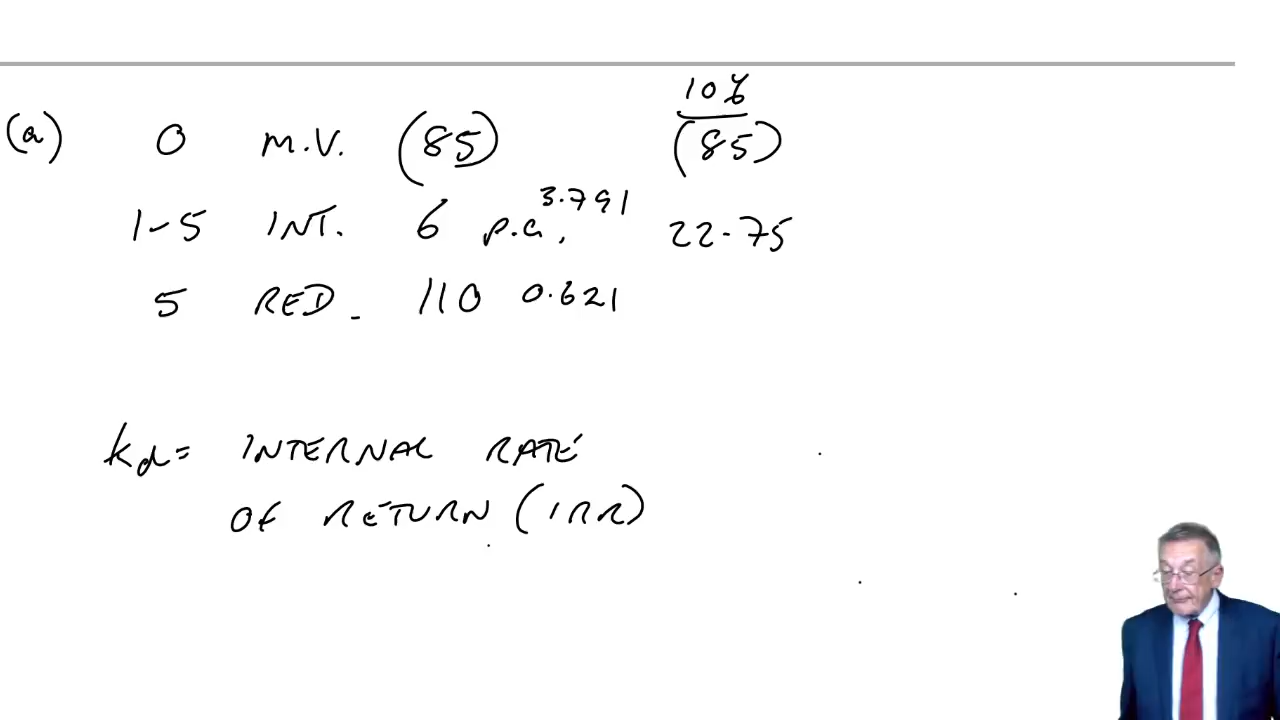 10%
(a) 0 M.V. (85) (85)
1-5 INT. 6 p.a. 3.791 22.75
5 RED. 110 0.621
Kd = INTERNAL RATE
OF RETURN (IRR)